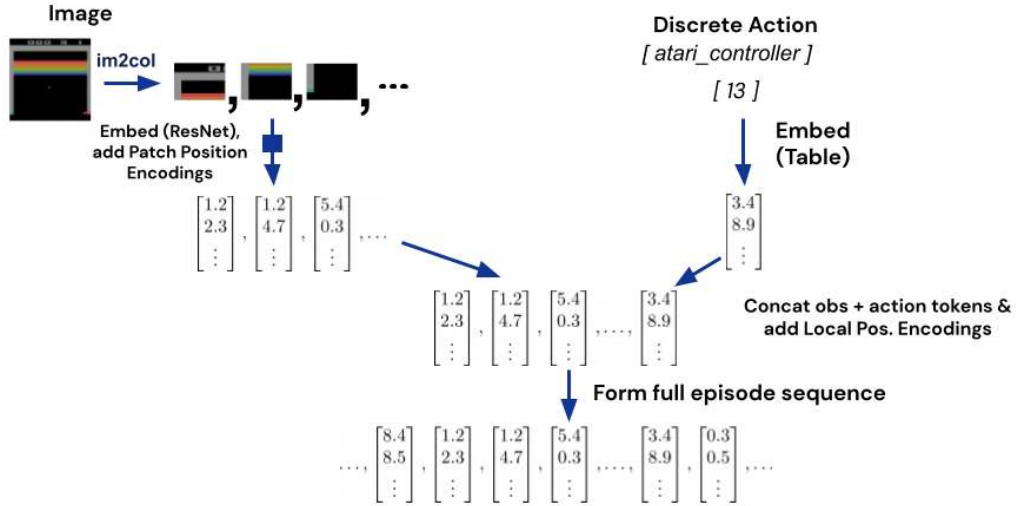 Image
Discrete Action
[ atari_controller ]
[ 13 ]
im2col
, , , ...
Embed (ResNet),
add Patch Position
Encodings
Embed
(Table)
[1.2 2.3 ⋮] , [1.2 4.7 ⋮] , [5.4 0.3 ⋮] , ...
[3.4 8.9 ⋮]
[1.2 2.3 ⋮] , [1.2 4.7 ⋮] , [5.4 0.3 ⋮] , ... , [3.4 8.9 ⋮]
Concat obs + action tokens &
add Local Pos. Encodings
Form full episode sequence
... , [8.4 8.5 ⋮] , [1.2 2.3 ⋮] , [1.2 4.7 ⋮] , [5.4 0.3 ⋮] , ... , [3.4 8.9 ⋮] , [0.3 0.5 ⋮] , ...